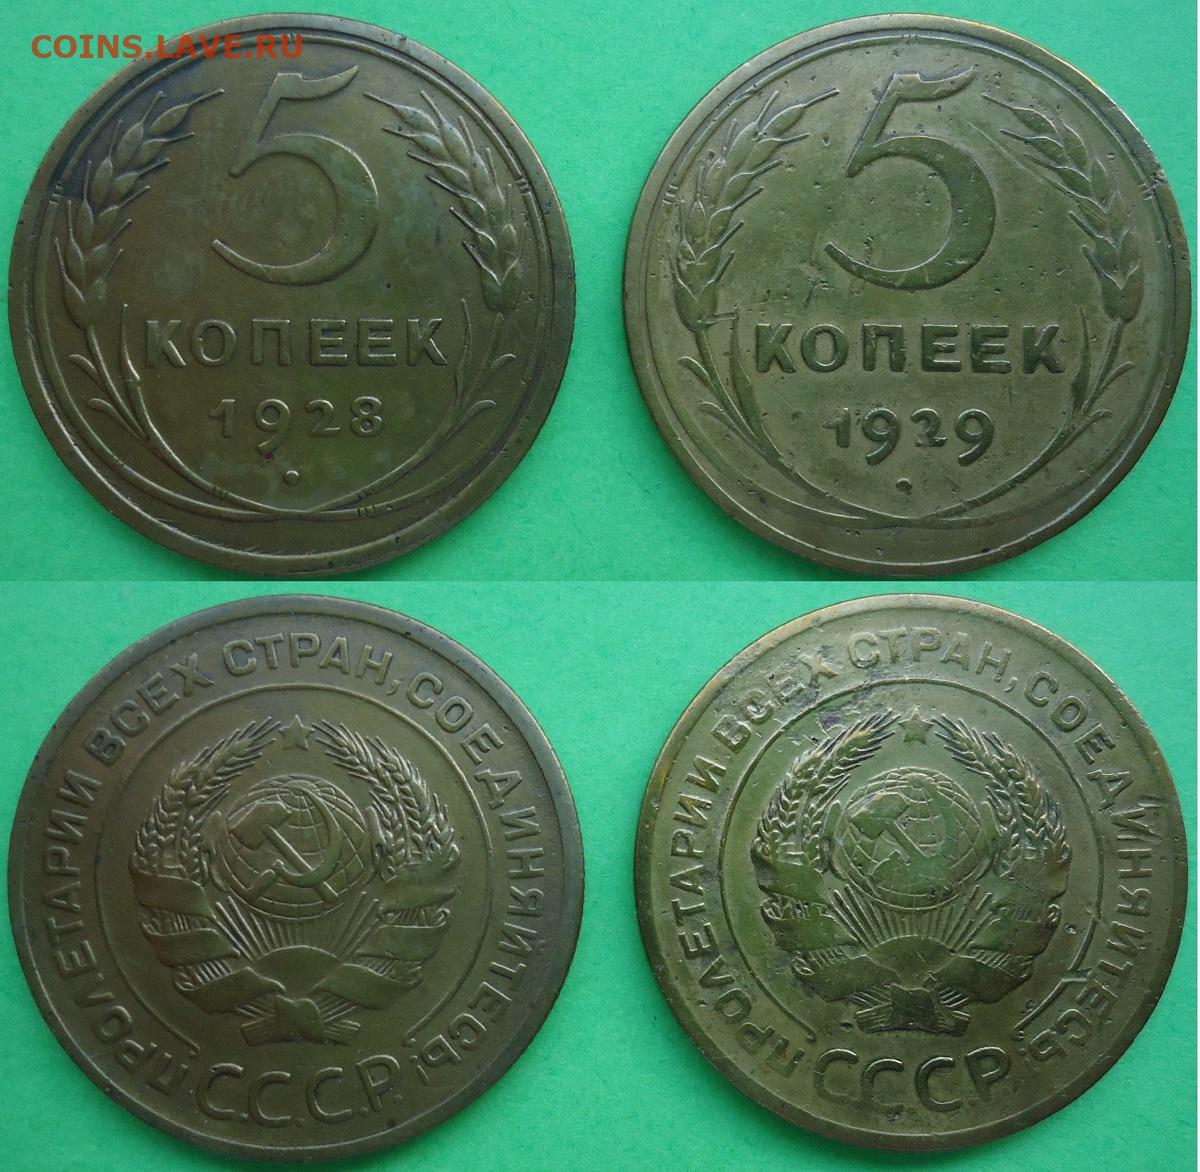 COINS.LAVE.RU
5
КОПЕЕК
1928
5
КОПЕЕК
1929
ПРОЛЕТАРИИ ВСЕХ СТРАН, СОЕДИНЯЙТЕСЬ!
С.С.С.Р.
ПРОЛЕТАРИИ ВСЕХ СТРАН, СОЕДИНЯЙТЕСЬ!
СССР